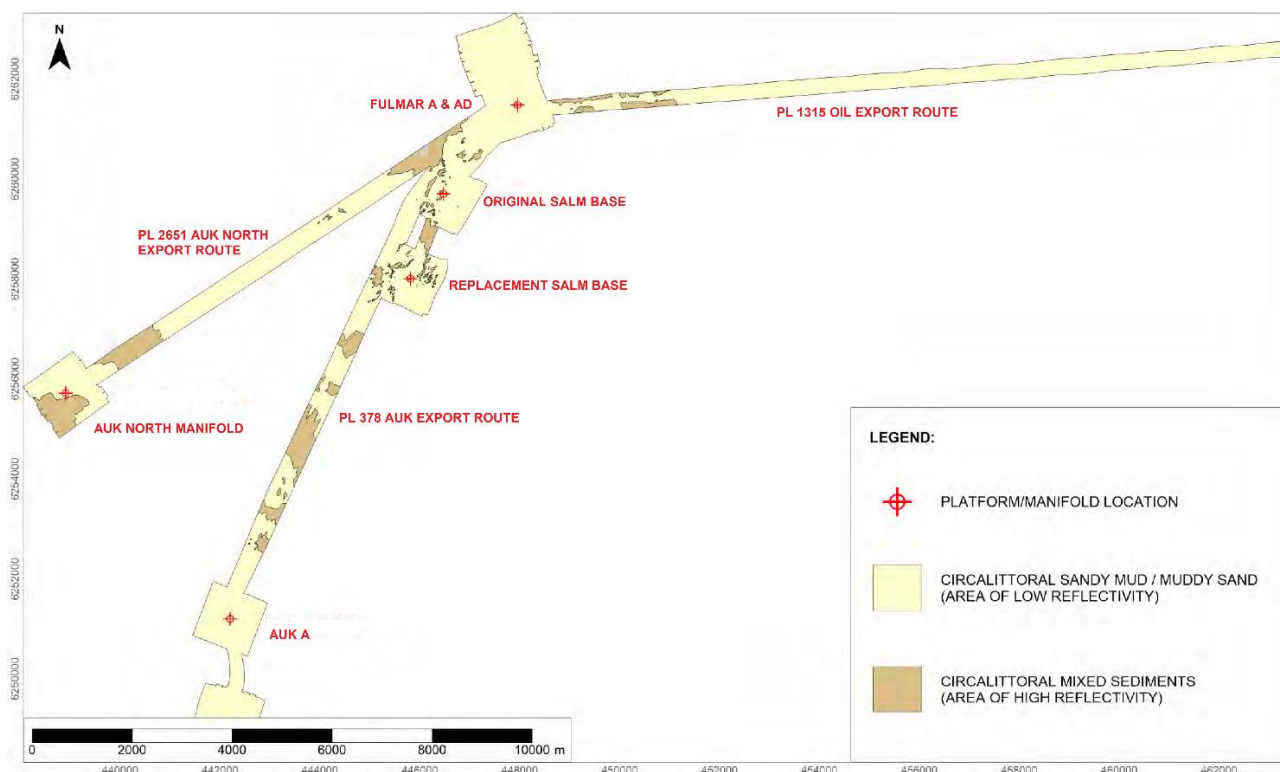 N
FULMAR A & AD
PL 1315 OIL EXPORT ROUTE
ORIGINAL SALM BASE
PL 2651 AUK NORTH
EXPORT ROUTE
REPLACEMENT SALM BASE
PL 378 AUK EXPORT ROUTE
AUK NORTH MANIFOLD
AUK A
LEGEND:
PLATFORM/MANIFOLD LOCATION
CIRCALITTORAL SANDY MUD / MUDDY SAND
(AREA OF LOW REFLECTIVITY)
CIRCALITTORAL MIXED SEDIMENTS
(AREA OF HIGH REFLECTIVITY)
6262000
6260000
6258000
6256000
6254000
6252000
6250000
0 2000 4000 6000 8000 10000 m
440000 442000 444000 446000 448000 450000 452000 454000 456000 458000 460000 462000